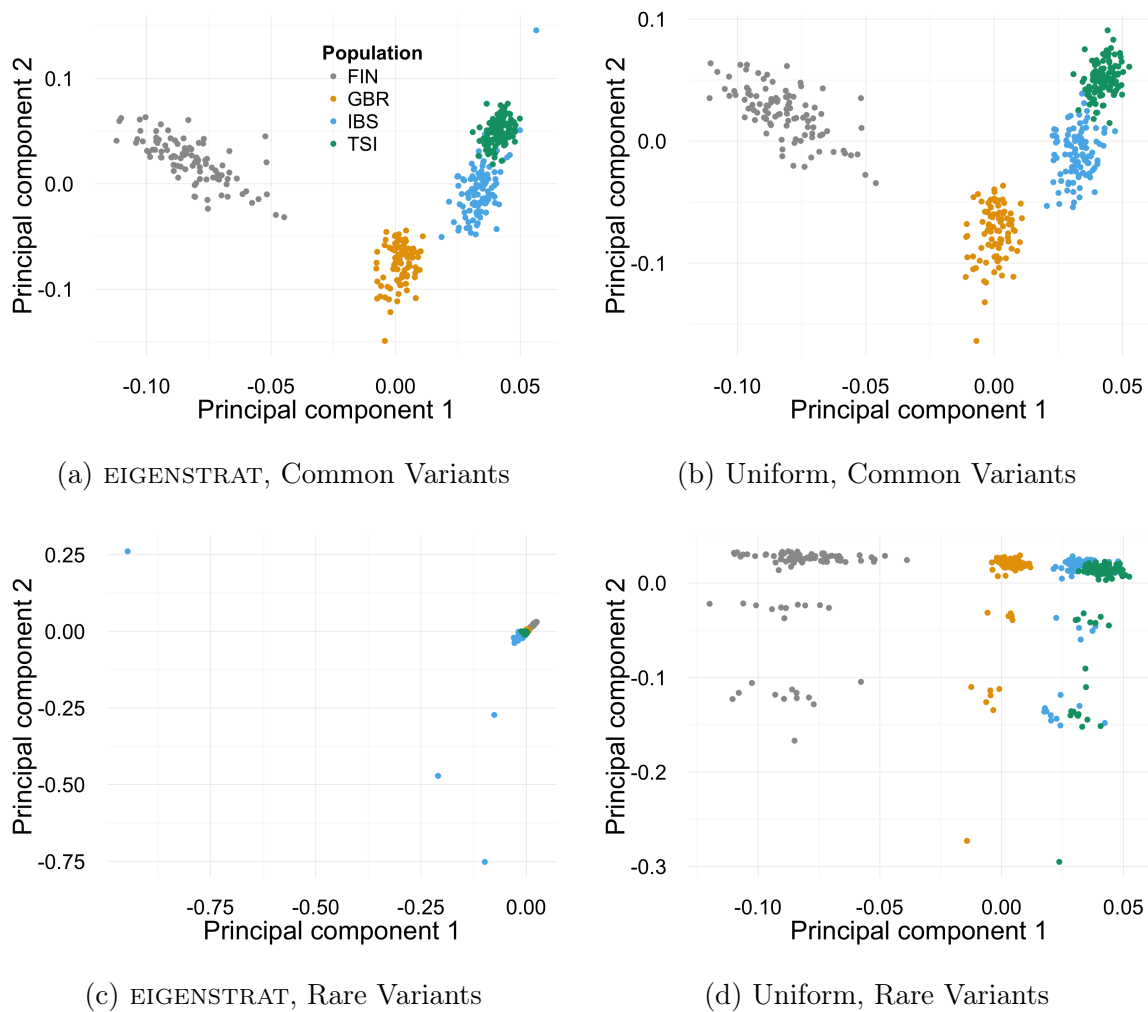 Principal component 2
0.1
0.0
-0.1
Population
FIN
GBR
IBS
TSI
-0.10
-0.05
0.00
0.05
Principal component 1
(a) EIGENSTRAT, Common Variants
Principal component 2
0.1
0.0
-0.1
-0.10
-0.05
0.00
0.05
Principal component 1
(b) Uniform, Common Variants
Principal component 2
0.25
0.00
-0.25
-0.50
-0.75
-0.75
-0.50
-0.25
0.00
Principal component 1
(c) EIGENSTRAT, Rare Variants
Principal component 2
0.0
-0.1
-0.2
-0.3
-0.10
-0.05
0.00
0.05
Principal component 1
(d) Uniform, Rare Variants